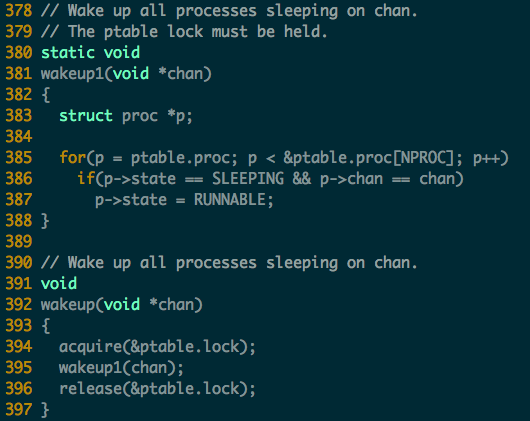 378 // Wake up all processes sleeping on chan.
379 // The ptable lock must be held.
380 static void
381 wakeup1(void *chan)
382 {
383   struct proc *p;
384
385   for(p = ptable.proc; p < &ptable.proc[NPROC]; p++)
386     if(p->state == SLEEPING && p->chan == chan)
387       p->state = RUNNABLE;
388 }
389
390 // Wake up all processes sleeping on chan.
391 void
392 wakeup(void *chan)
393 {
394   acquire(&ptable.lock);
395   wakeup1(chan);
396   release(&ptable.lock);
397 }